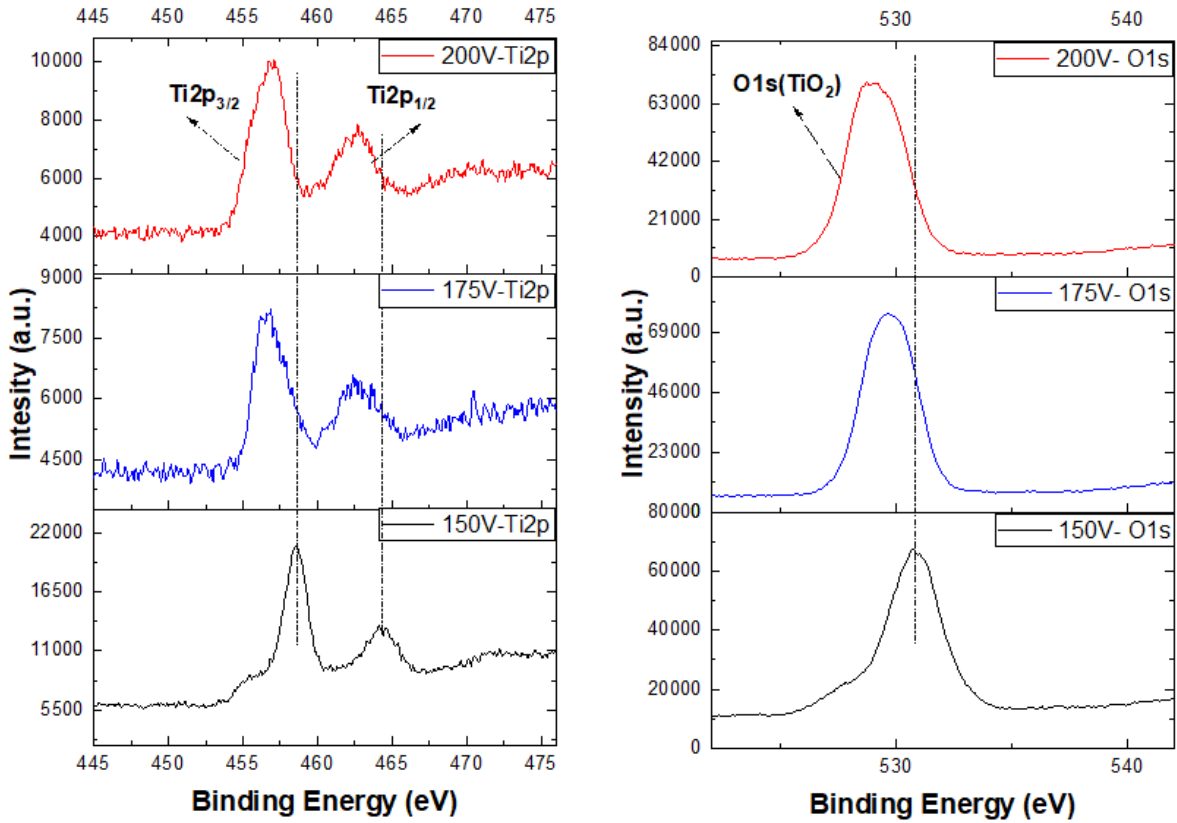 445 450 455 460 465 470 475
10000
8000
6000
4000
200V-Ti2p
Ti2p3/2
Ti2p1/2
9000
7500
6000
4500
175V-Ti2p
22000
16500
11000
5500
150V-Ti2p
445 450 455 460 465 470 475
Intesity (a.u.)
Binding Energy (eV)
530 540
84000
63000
42000
21000
0
200V- O1s
O1s(TiO2)
69000
46000
23000
175V- O1s
80000
60000
40000
20000
0
150V- O1s
530 540
Intensity (a.u.)
Binding Energy (eV)